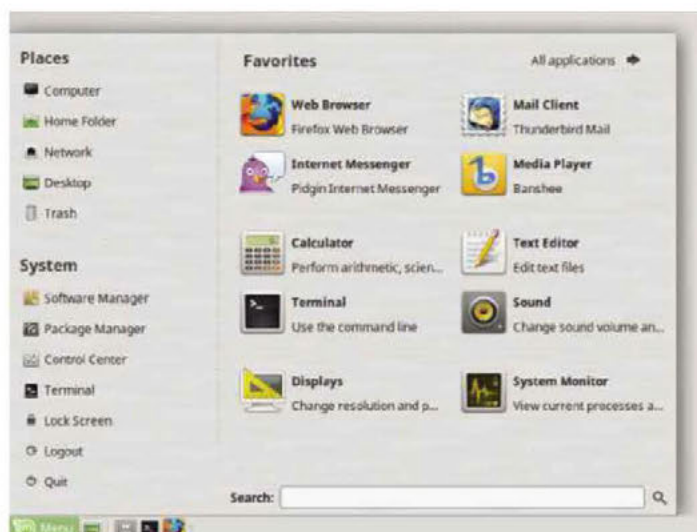 Places
Computer
Home Folder
Network
Desktop
Trash
System
Software Manager
Package Manager
Control Center
Terminal
Lock Screen
Logout
Quit
Favorites
All applications
Web Browser
Firefox Web Browser
Mail Client
Thunderbird Mail
Internet Messenger
Pidgin Internet Messenger
Media Player
Banshee
Calculator
Perform arithmetic, scien...
Text Editor
Edit text files
Terminal
Use the command line
Sound
Change sound volume an...
Displays
Change resolution and p...
System Monitor
View current processes a...
Search:
Menu